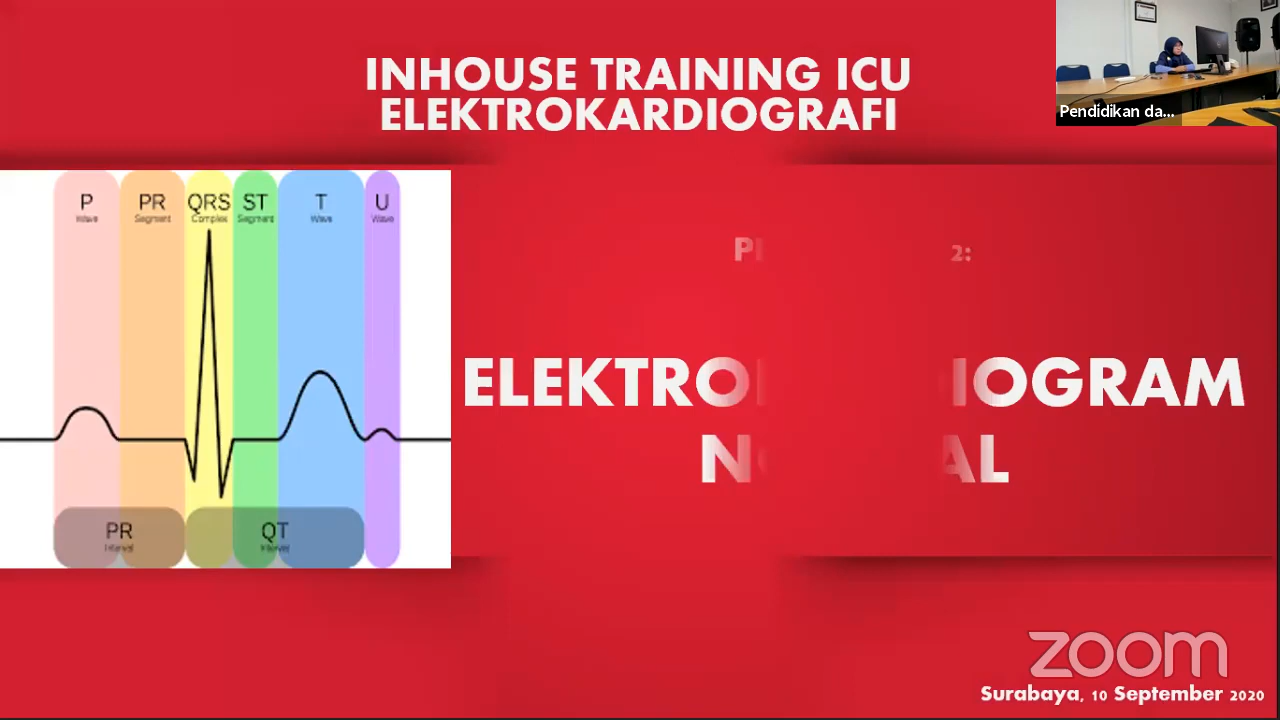 INHOUSE TRAINING ICU
ELEKTROKARDIOGRAFI
Pendidikan da...
P
Wave
PR
Segment
QRS
Complex
ST
Segment
T
Wave
U
Wave
PR
Interval
QT
Interval
2:
zoom
Surabaya, 10 September 2020